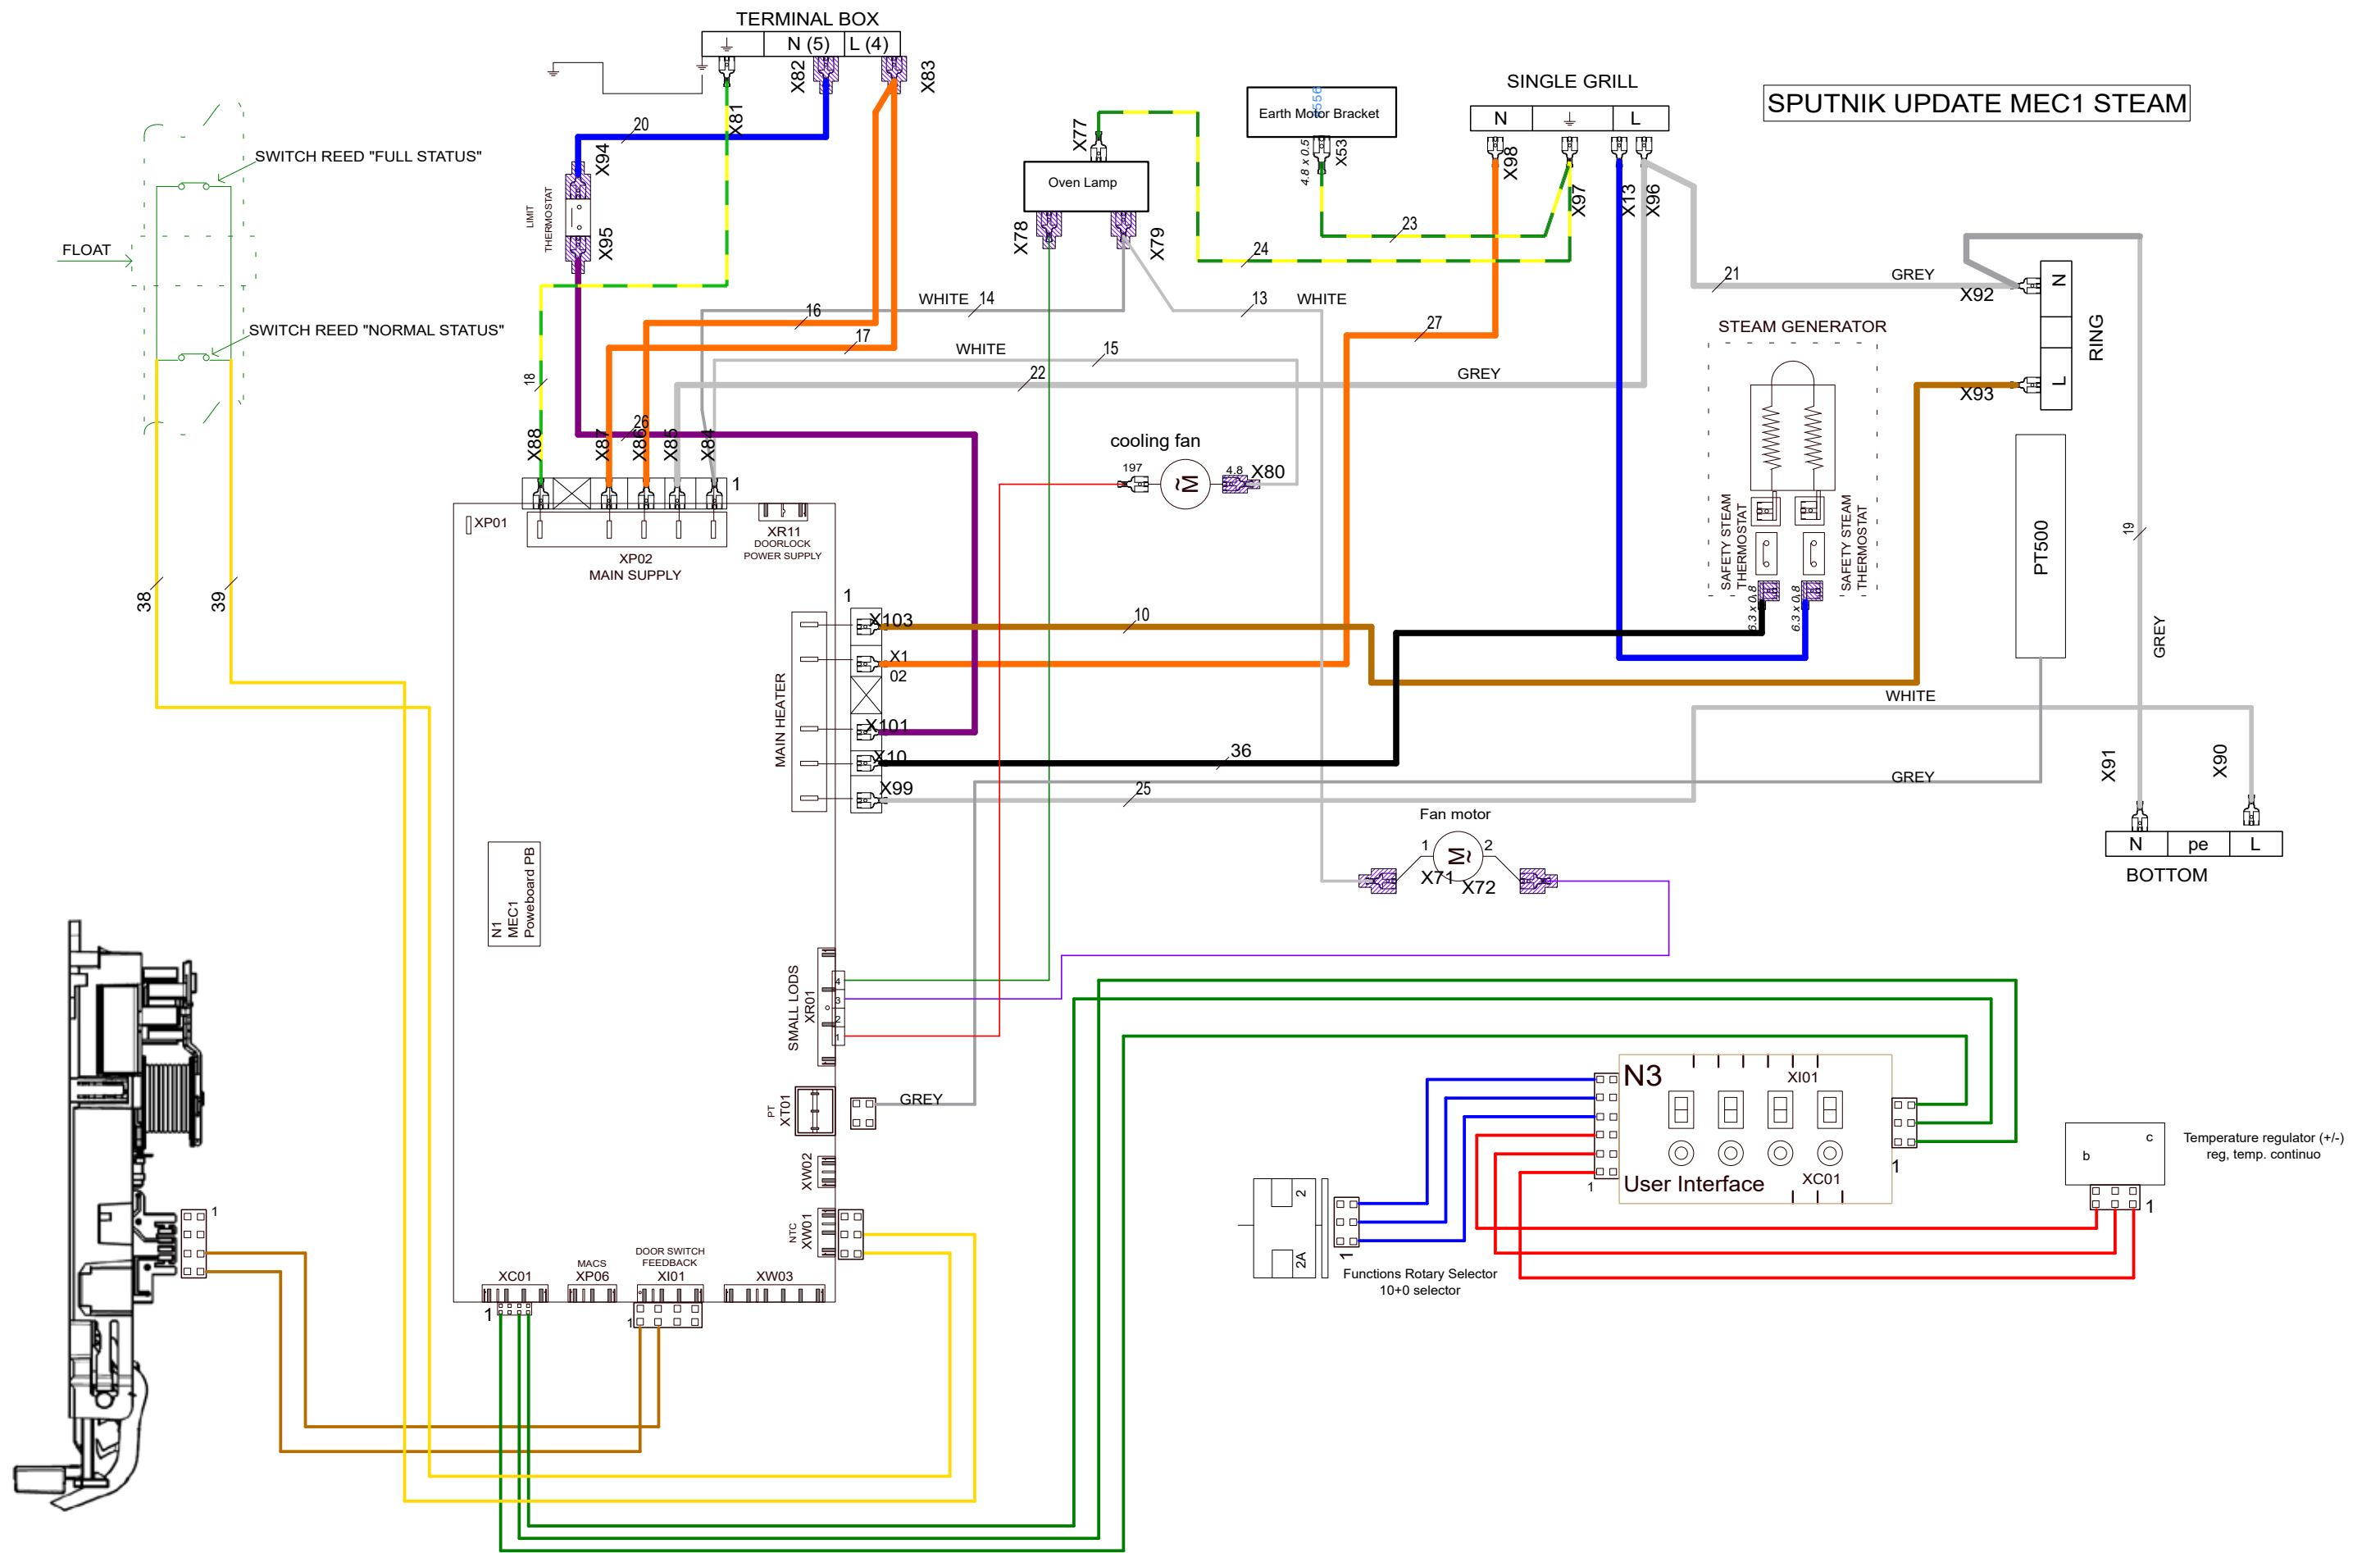 TERMINAL BOX
N (5)
L (4)
X81
X82
X83
SINGLE GRILL
N
L
X98
X97
X13
X96
SPUTNIK UPDATE MEC1 STEAM
Earth Motor Bracket
556
4.8 x 0.5
X53
X77
Oven Lamp
X78
X79
20
X94
LIMIT
THERMOSTAT
X95
SWITCH REED "FULL STATUS"
FLOAT
SWITCH REED "NORMAL STATUS"
38
39
23
24
21
GREY
X92
N
L
RING
X93
WHITE
14
13
WHITE
16
17
WHITE
15
27
22
GREY
18
26
X88
X87
X86
X85
X84
1
STEAM GENERATOR
SAFETY STEAM
THERMOSTAT
SAFETY STEAM
THERMOSTAT
6.3 x 0.8
6.3 x 0.8
PT500
19
GREY
cooling fan
197
M
~
4.8
X80
XP01
XP02
MAIN SUPPLY
XR11
DOORLOCK
POWER SUPPLY
1
MAIN HEATER
X103
10
X1
02
X101
X10
36
X99
25
WHITE
GREY
X91
X90
N
pe
L
BOTTOM
Fan motor
1
M
~
2
X71
X72
N1
MEC1
Poweboard PB
SMALL LODS
XR01
4
3
2
1
PT
XT01
GREY
XW02
NTC
XW01
XC01
1
MACS
XP06
DOOR SWITCH
FEEDBACK
XI01
1
XW03
1
N3
XI01
User Interface
XC01
1
1
2
2A
1
Functions Rotary Selector
10+0 selector
c
b
1
Temperature regulator (+/-)
reg, temp. continuo